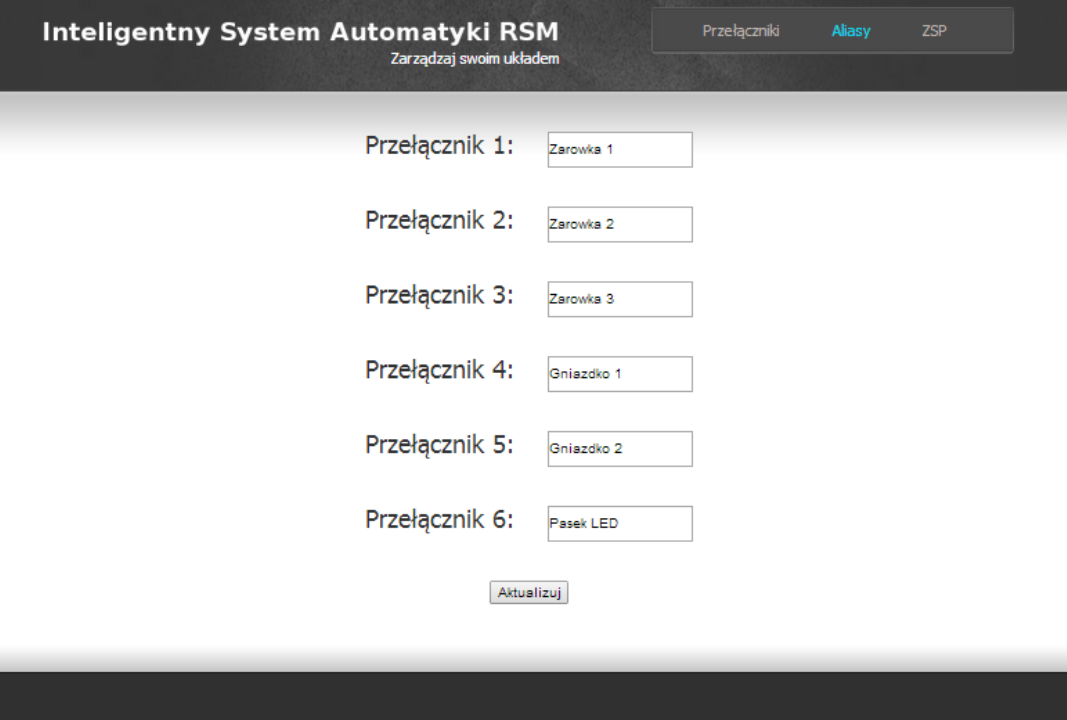 Inteligentny System Automatyki RSM
Zarządzaj swoim układem
Przełączniki Aliasy ZSP
Przełącznik 1: Zarowka 1
Przełącznik 2: Zarowka 2
Przełącznik 3: Zarowka 3
Przełącznik 4: Gniazdko 1
Przełącznik 5: Gniazdko 2
Przełącznik 6: Pasek LED
Aktualizuj